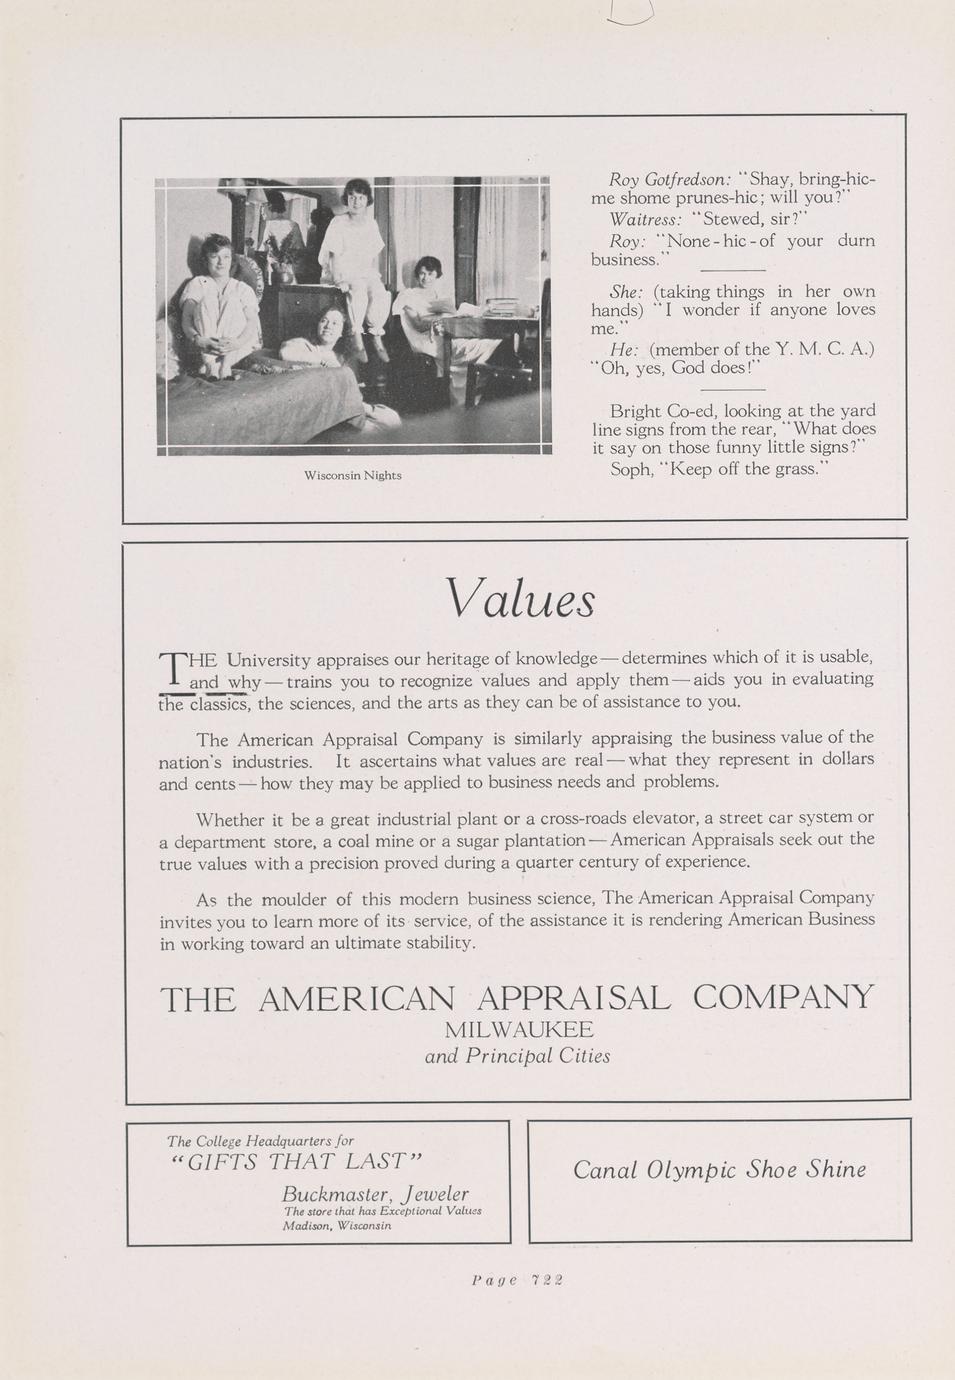 Wisconsin Nights
Roy Gotfredson: "Shay, bring-hic-
me shome prunes-hic; will you?"
Waitress: "Stewed, sir?"
Roy: "None-hic-of your durn
business."
She: (taking things in her own
hands) "I wonder if anyone loves
me."
He: (member of the Y. M. C. A.)
"Oh, yes, God does!"
Bright Co-ed, looking at the yard
line signs from the rear, "What does
it say on those funny little signs?"
Soph, "Keep off the grass."
Values
THE University appraises our heritage of knowledge—determines which of it is usable,
and why—trains you to recognize values and apply them—aids you in evaluating
the classics, the sciences, and the arts as they can be of assistance to you.
The American Appraisal Company is similarly appraising the business value of the
nation's industries. It ascertains what values are real—what they represent in dollars
and cents—how they may be applied to business needs and problems.
Whether it be a great industrial plant or a cross-roads elevator, a street car system or
a department store, a coal mine or a sugar plantation—American Appraisals seek out the
true values with a precision proved during a quarter century of experience.
As the moulder of this modern business science, The American Appraisal Company
invites you to learn more of its service, of the assistance it is rendering American Business
in working toward an ultimate stability.
THE AMERICAN APPRAISAL COMPANY
MILWAUKEE
and Principal Cities
The College Headquarters for
"GIFTS THAT LAST"
Buckmaster, Jeweler
The store that has Exceptional Values
Madison, Wisconsin
Canal Olympic Shoe Shine
Page 722